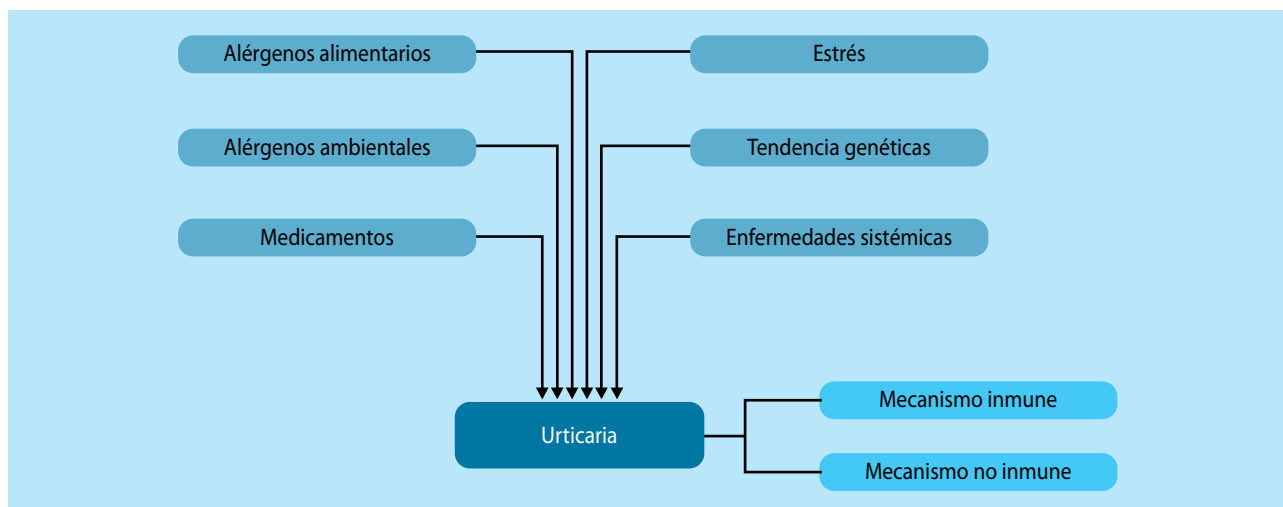 Alérgenos alimentarios
Estrés
Alérgenos ambientales
Tendencia genéticas
Medicamentos
Enfermedades sistémicas
Mecanismo inmune
Urticaria
Mecanismo no inmune